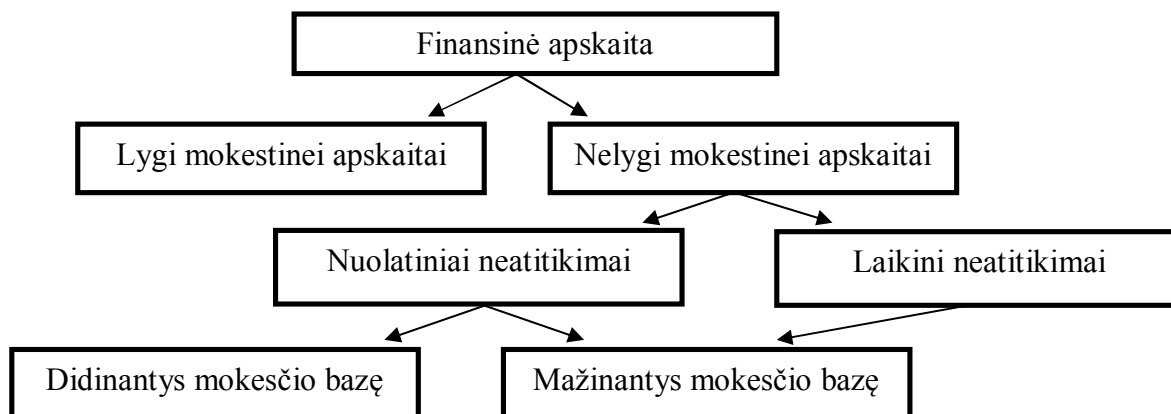 Finansinė apskaita
Lygi mokestinei apskaitai
Nelygi mokestinei apskaitai
Nuolatiniai neatitikimai
Laikini neatitikimai
Didinantys mokesčio bazę
Mažinantys mokesčio bazę